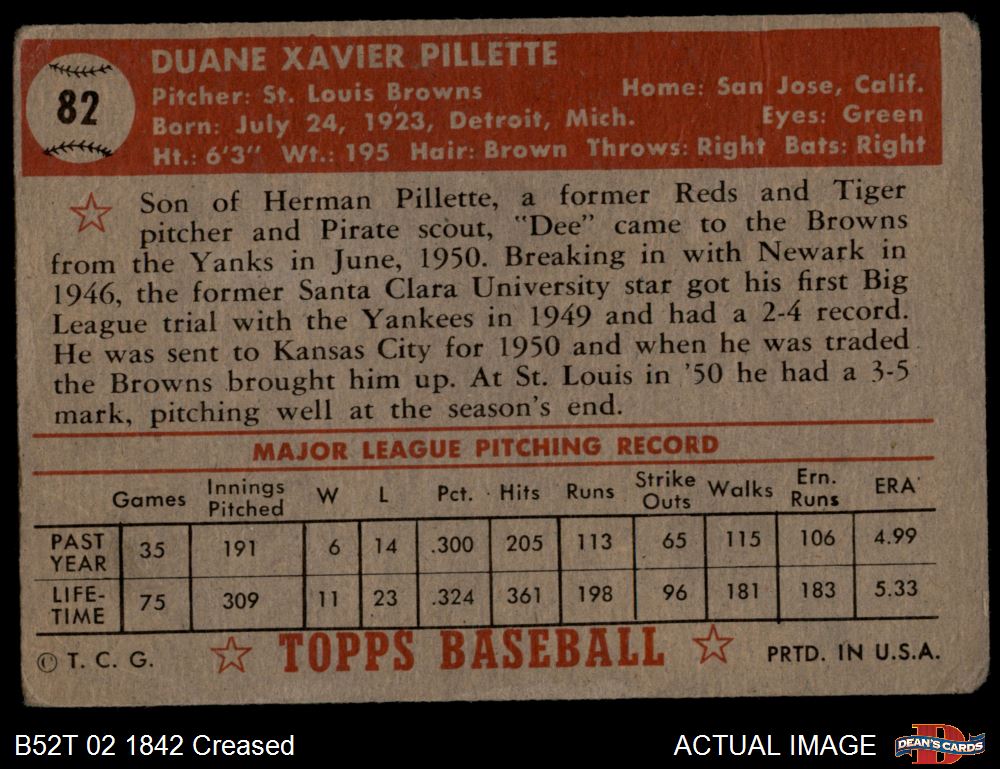 82
DUANE XAVIER PILLETTE
Pitcher: St. Louis Browns Home: San Jose, Calif.
Born: July 24, 1923, Detroit, Mich. Eyes: Green
Ht.: 6'3" Wt.: 195 Hair: Brown Throws: Right Bats: Right
Son of Herman Pillette, a former Reds and Tiger
pitcher and Pirate scout, "Dee" came to the Browns
from the Yanks in June, 1950. Breaking in with Newark in
1946, the former Santa Clara University star got his first Big
League trial with the Yankees in 1949 and had a 2-4 record.
He was sent to Kansas City for 1950 and when he was traded
the Browns brought him up. At St. Louis in '50 he had a 3-5
mark, pitching well at the season's end.
MAJOR LEAGUE PITCHING RECORD
Games Innings Pitched W L Pct. Hits Runs Strike Outs Walks Ern. Runs ERA
PAST YEAR 35 191 6 14 .300 205 113 65 115 106 4.99
LIFE-TIME 75 309 11 23 .324 361 198 96 181 183 5.33
© T. C. G. TOPPS BASEBALL PRTD. IN U.S.A.
B52T 02 1842 Creased ACTUAL IMAGE DEAN'S CARDS